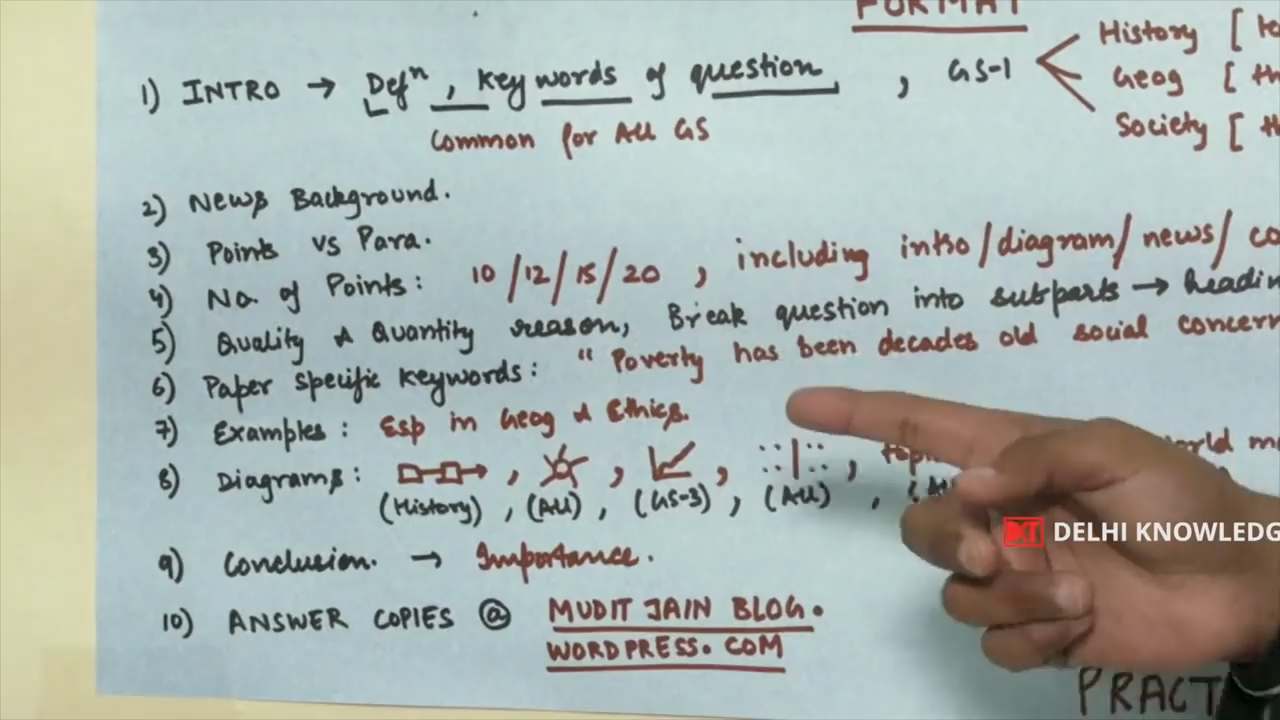 FORMAT
1) INTRO → Defⁿ, Key words of question, GS-1
History [
Geog [
Society [
Common for All GS
2) News Background.
3) Points vs Para.
4) No. of Points: 10/12/15/20, including intro/diagram/news/
5) Quality & Quantity reason, Break question into subparts →
6) Paper specific keywords: " Poverty has been decades old social concern
7) Examples: Esp in Geog & Ethics.
8) Diagrams:
(History), (All), (GS-3), (All),
9) Conclusion. → Importance.
10) ANSWER COPIES @ MUDIT JAIN BLOG.
WORDPRESS.COM
DELHI KNOWLEDG
PRACT